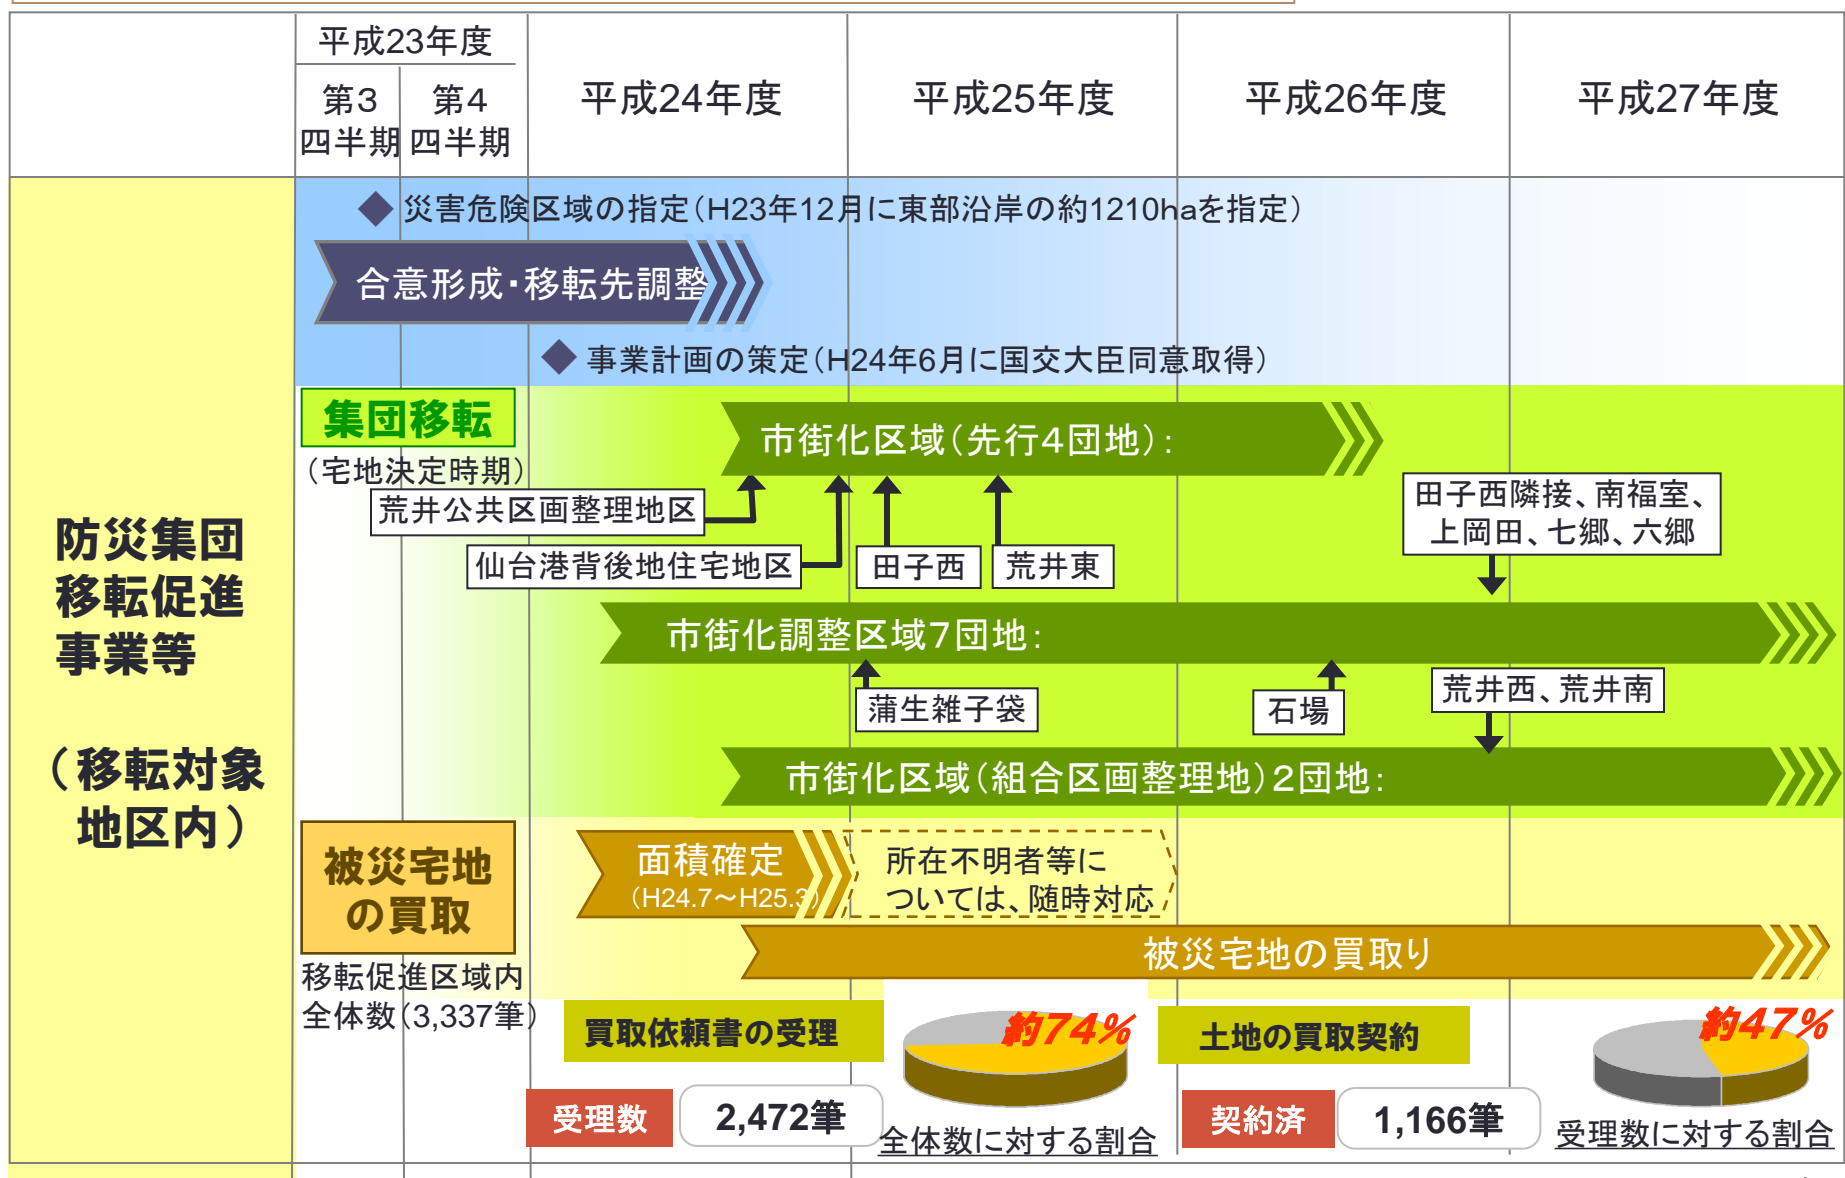 平成23年度
第3
四半期
第4
四半期
平成24年度
平成25年度
平成26年度
平成27年度
防災集団
移転促進
事業等
（移転対象
地区内）
◆ 災害危険区域の指定（H23年12月に東部沿岸の約1210haを指定）
合意形成・移転先調整
◆ 事業計画の策定（H24年6月に国交大臣同意取得）
集団移転
（宅地決定時期）
市街化区域（先行4団地）:
荒井公共区画整理地区
仙台港背後地住宅地区
田子西
荒井東
田子西隣接、南福室、
上岡田、七郷、六郷
市街化調整区域7団地:
蒲生雑子袋
石場
荒井西、荒井南
市街化区域（組合区画整理地）2団地:
被災宅地
の買取
面積確定
（H24.7～H25.3）
所在不明者等に
ついては、随時対応
被災宅地の買取り
移転促進区域内
全体数（3,337筆）
買取依頼書の受理
約74%
受理数
2,472筆
全体数に対する割合
土地の買取契約
約47%
契約済
1,166筆
受理数に対する割合